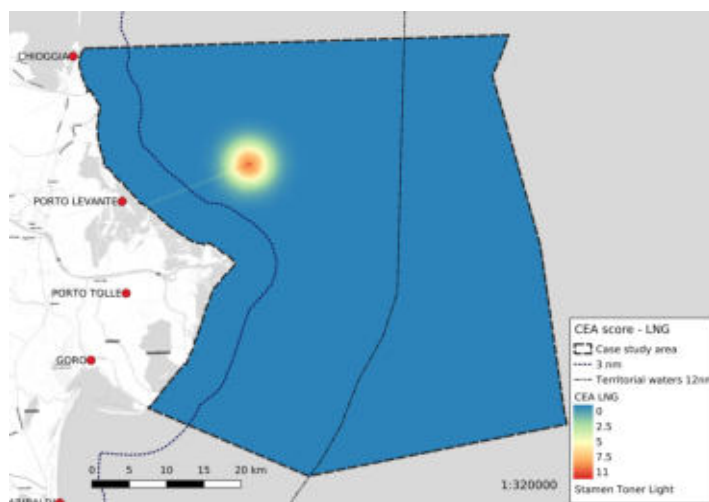 CHIOGGIA
PORTO LEVANTE
PORTO TOLLE
GORO
0 5 10 15 20 km
1:320000
CEA score - LNG
Case study area
3 nm
Territorial waters 12nm
CEA LNG
0
2.5
5
7.5
11
Stamen Toner Light